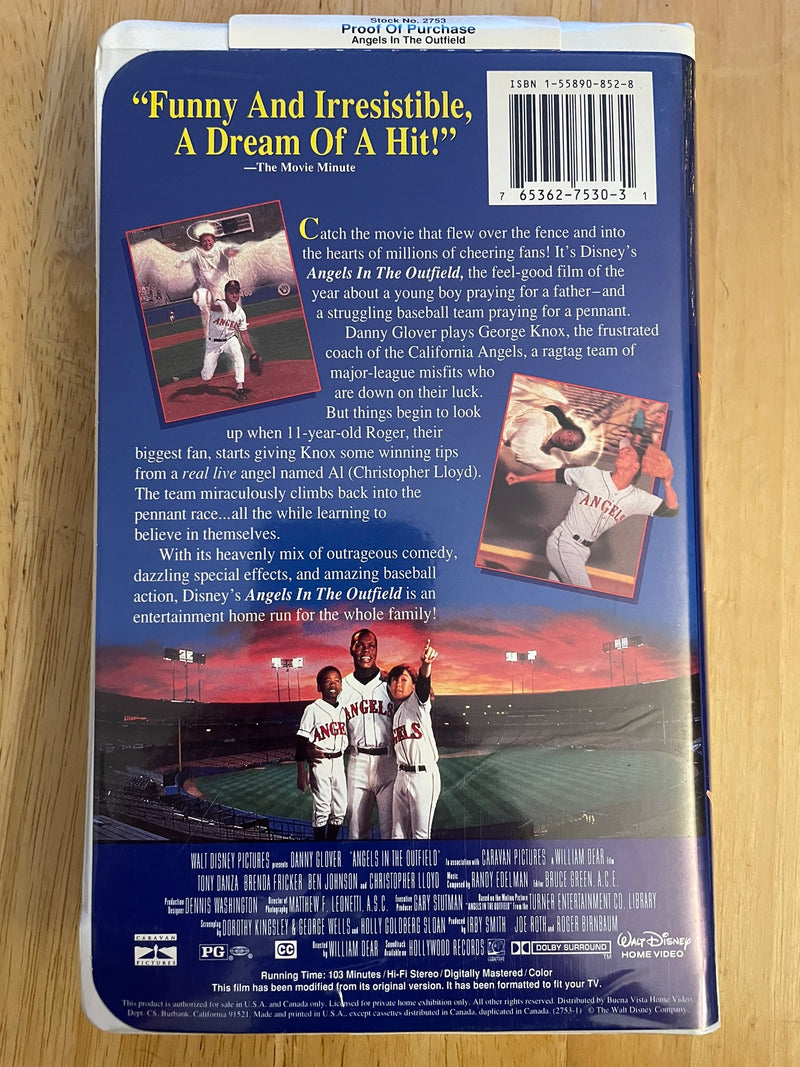 Stock No. 2753
Proof Of Purchase
Angels In The Outfield
“Funny And Irresistible,
A Dream Of A Hit!”
—The Movie Minute
ISBN 1-55890-852-8
7 65362-7530-3 1
Catch the movie that flew over the fence and into
the hearts of millions of cheering fans! It’s Disney’s
Angels In The Outfield, the feel-good film of the
year about a young boy praying for a father–and
a struggling baseball team praying for a pennant.
Danny Glover plays George Knox, the frustrated
coach of the California Angels, a ragtag team of
major-league misfits who
are down on their luck.
But things begin to look
up when 11-year-old Roger, their
biggest fan, starts giving Knox some winning tips
from a real live angel named Al (Christopher Lloyd).
The team miraculously climbs back into the
pennant race...all the while learning to
believe in themselves.
With its heavenly mix of outrageous comedy,
dazzling special effects, and amazing baseball
action, Disney’s Angels In The Outfield is an
entertainment home run for the whole family!
ANGELS
ANGELS
ANGE
ANGELS
ELS
WALT DISNEY PICTURES presents DANNY GLOVER "ANGELS IN THE OUTFIELD" In association with CARAVAN PICTURES A WILLIAM DEAR Film
TONY DANZA BRENDA FRICKER BEN JOHNSON and CHRISTOPHER LLOYD Music Composed by RANDY EDELMAN Editor BRUCE GREEN, A.C.E.
Production Designer DENNIS WASHINGTON Director of Photography MATTHEW F. LEONETTI, A.S.C. Executive Producer GARY STUTMAN Based on the Motion Picture "ANGELS IN THE OUTFIELD" from the TURNER ENTERTAINMENT CO. LIBRARY
Screenplay by DOROTHY KINGSLEY & GEORGE WELLS and HOLLY GOLDBERG SLOAN Produced by IRBY SMITH JOE ROTH and ROGER BIRNBAUM
CARAVAN PICTURES PG CC Directed by WILLIAM DEAR Soundtrack Available on HOLLYWOOD RECORDS DOLBY SURROUND TM Walt Disney HOME VIDEO
Running Time: 103 Minutes/Hi-Fi Stereo/Digitally Mastered/Color
This film has been modified from its original version. It has been formatted to fit your TV.
This product is authorized for sale in U.S.A. and Canada only. Licensed for private home exhibition only. All other rights reserved. Distributed by Buena Vista Home Video,
Dept. CS, Burbank, California 91521. Made and printed in U.S.A., except cassettes distributed in Canada, duplicated in Canada. (2753-1) © The Walt Disney Company.